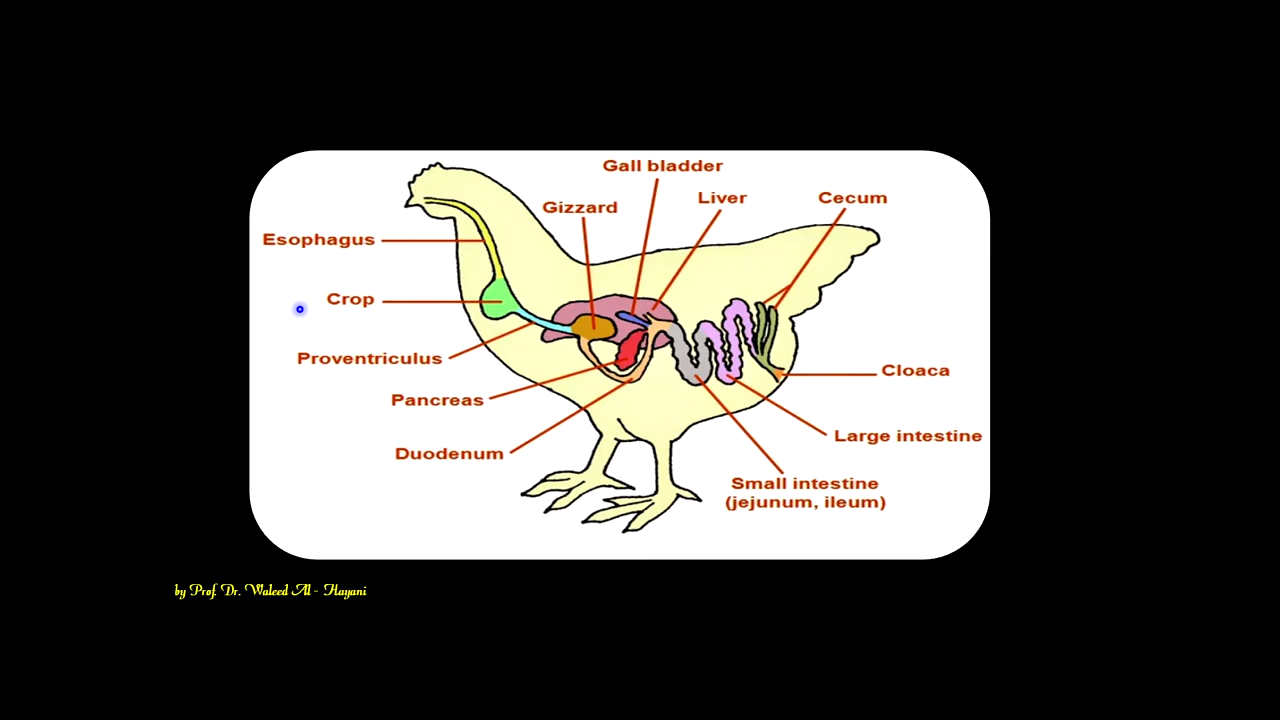 Gall bladder
Liver
Cecum
Gizzard
Esophagus
Crop
Proventriculus
Cloaca
Pancreas
Large intestine
Duodenum
Small intestine
(jejunum, ileum)
by Prof. Dr. Waleed Al - Hayani